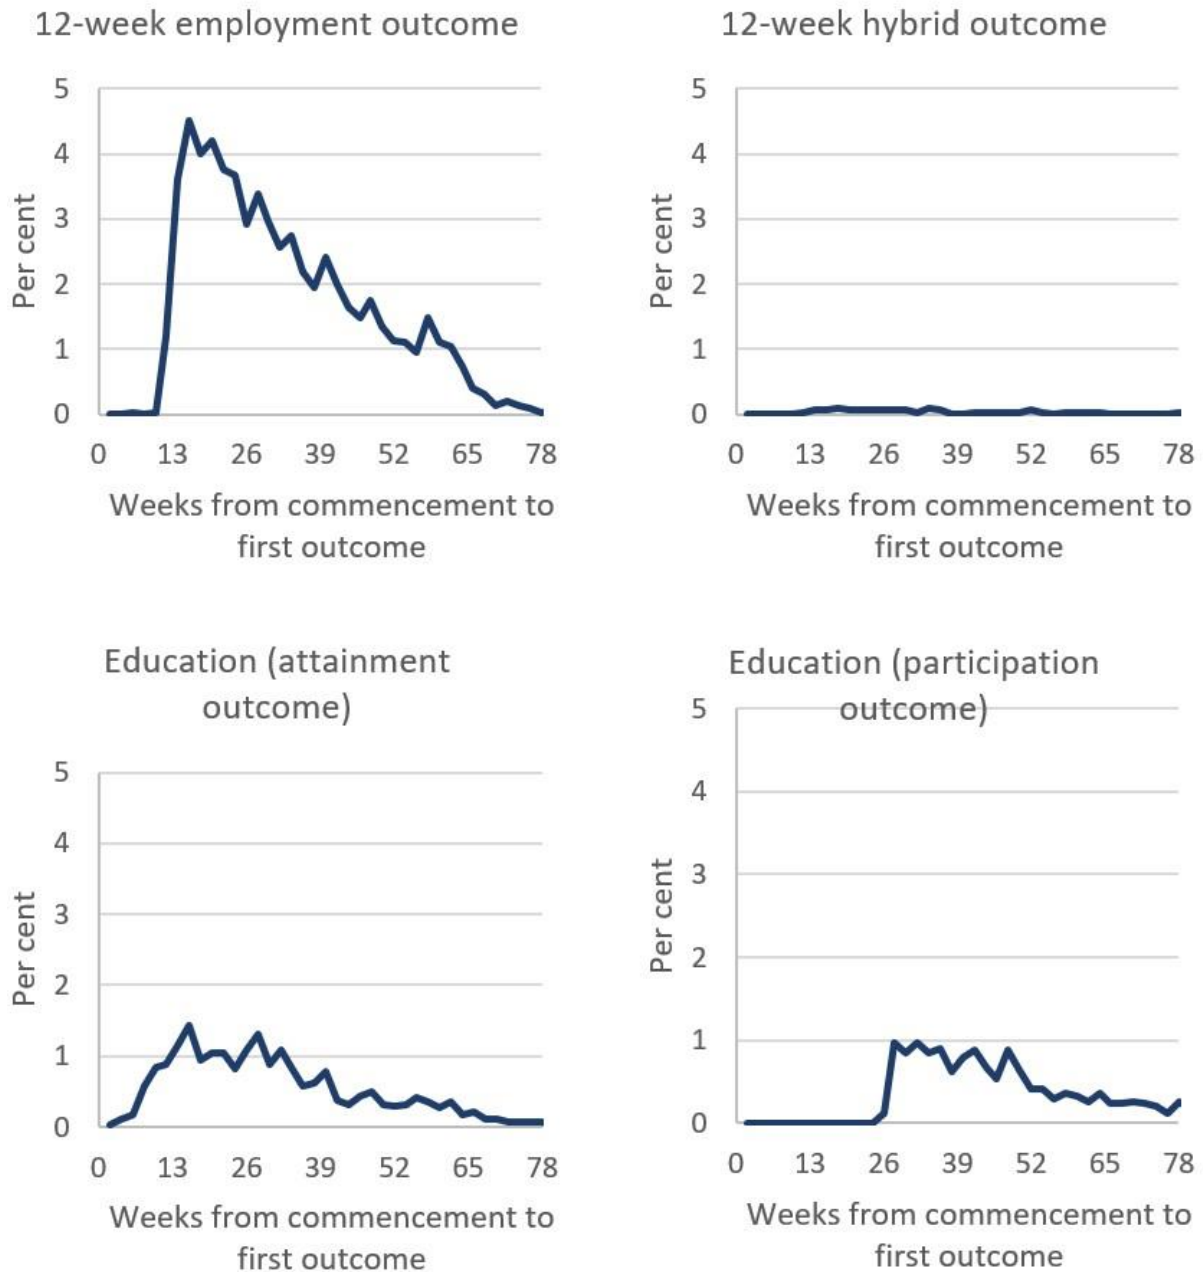 12-week employment outcome
5
4
3
2
1
0
Per cent
0 13 26 39 52 65 78
Weeks from commencement to
first outcome
12-week hybrid outcome
5
4
3
2
1
0
Per cent
0 13 26 39 52 65 78
Weeks from commencement to
first outcome
Education (attainment
outcome)
5
4
3
2
1
0
Per cent
0 13 26 39 52 65 78
Weeks from commencement to
first outcome
Education (participation
outcome)
5
4
3
2
1
0
Per cent
0 13 26 39 52 65 78
Weeks from commencement to
first outcome